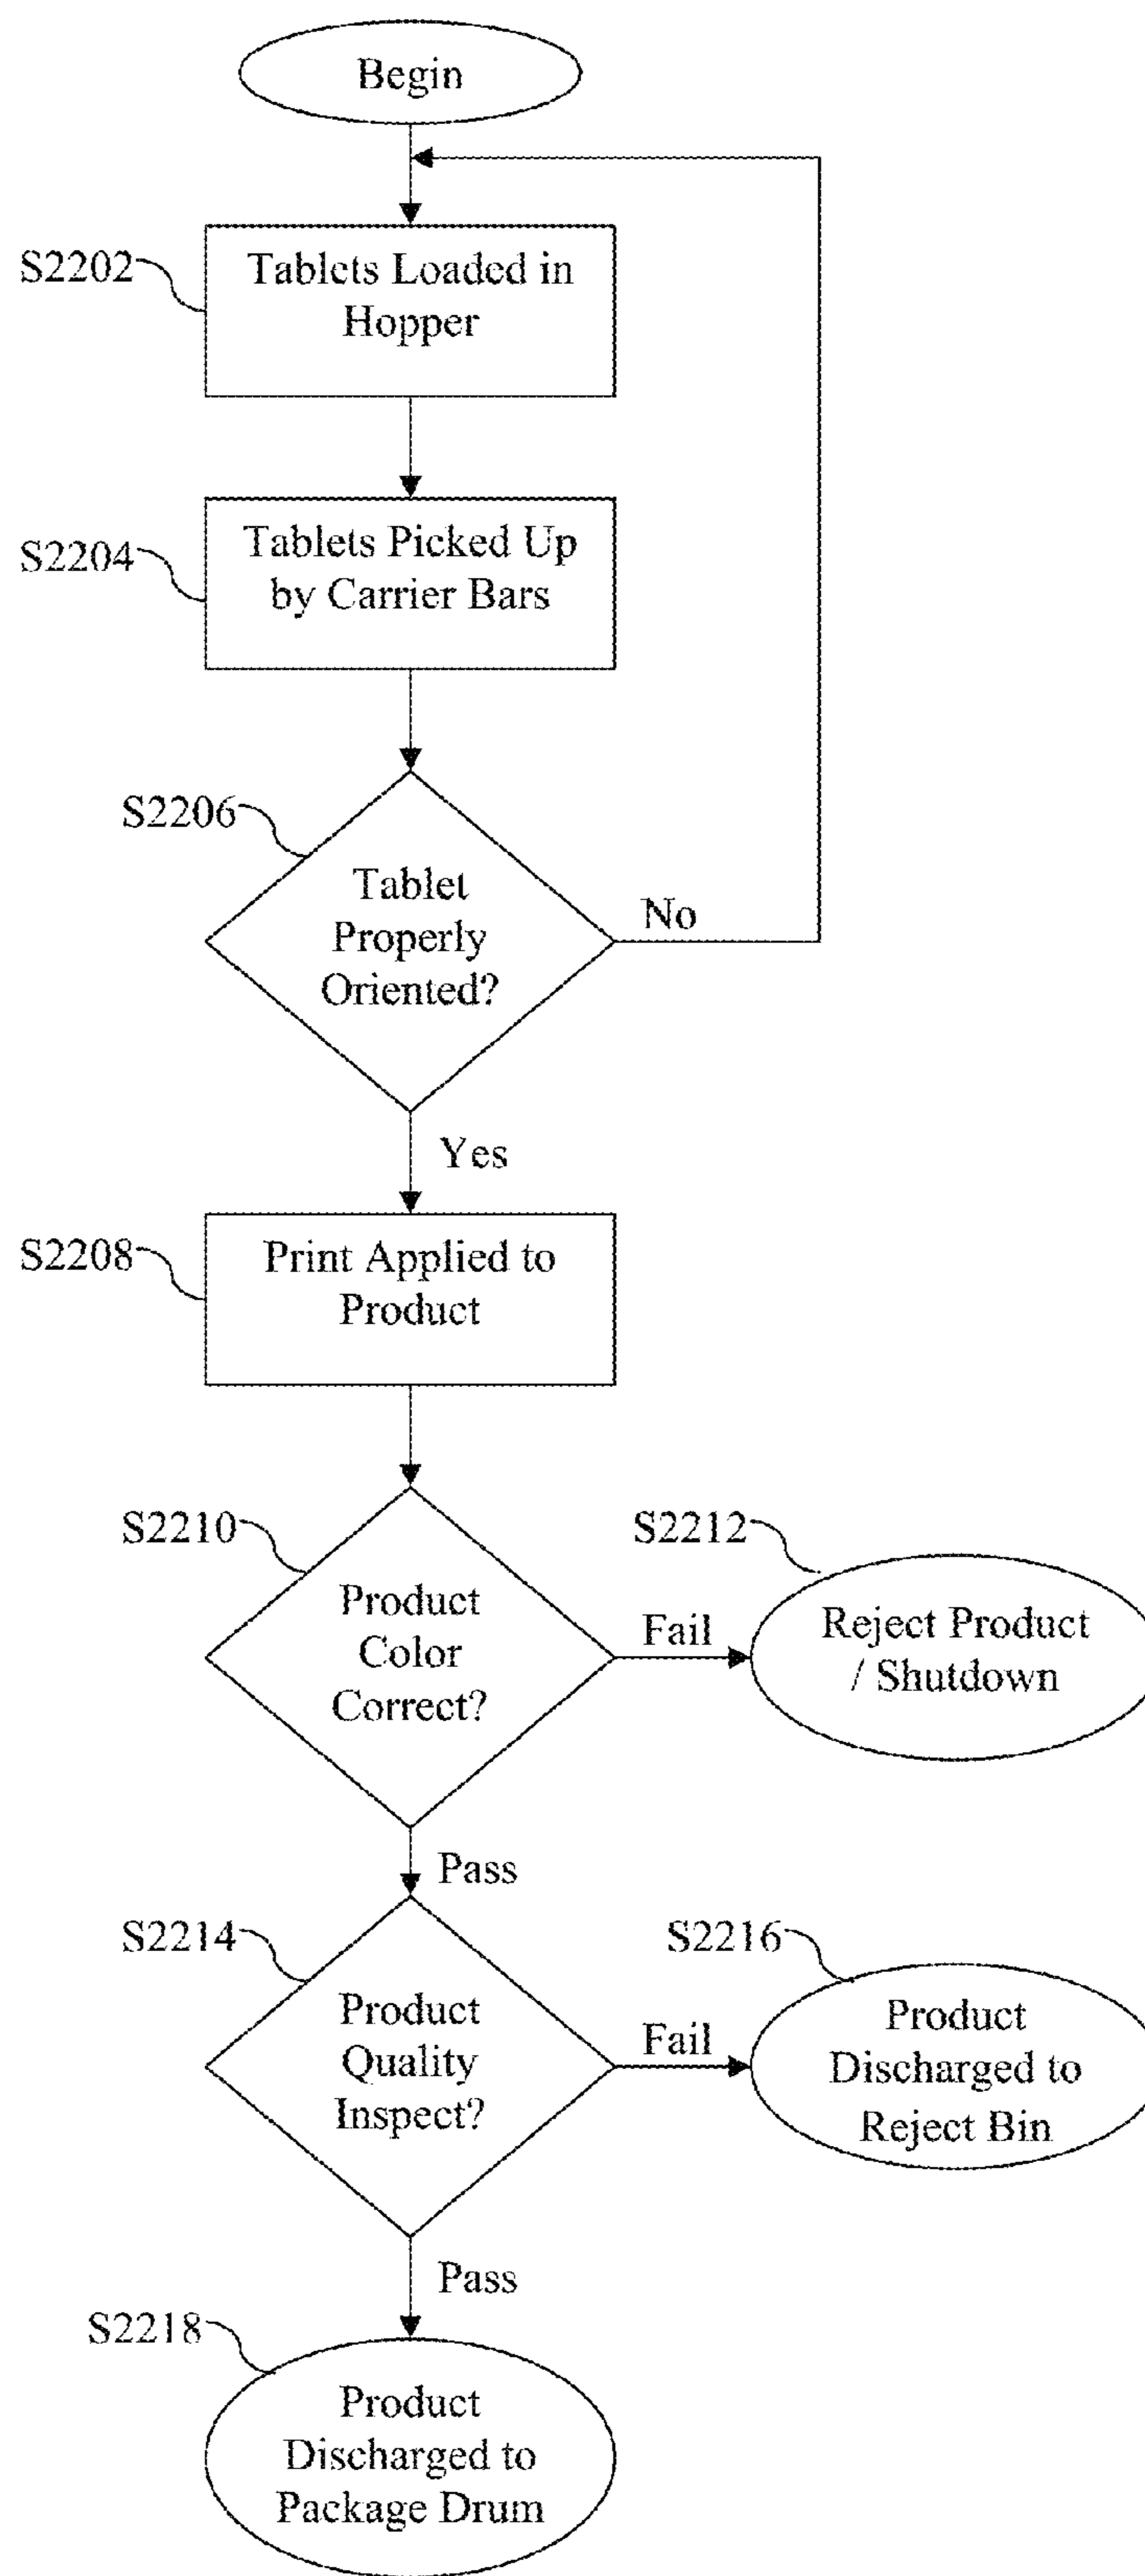 Begin
S2202
Tablets Loaded in
Hopper
S2204
Tablets Picked Up
by Carrier Bars
S2206
Tablet
Properly
Oriented?
No
Yes
S2208
Print Applied to
Product
S2210
Product
Color
Correct?
Fail
S2212
Reject Product
/ Shutdown
Pass
S2214
Product
Quality
Inspect?
Fail
S2216
Product
Discharged to
Reject Bin
Pass
S2218
Product
Discharged to
Package Drum